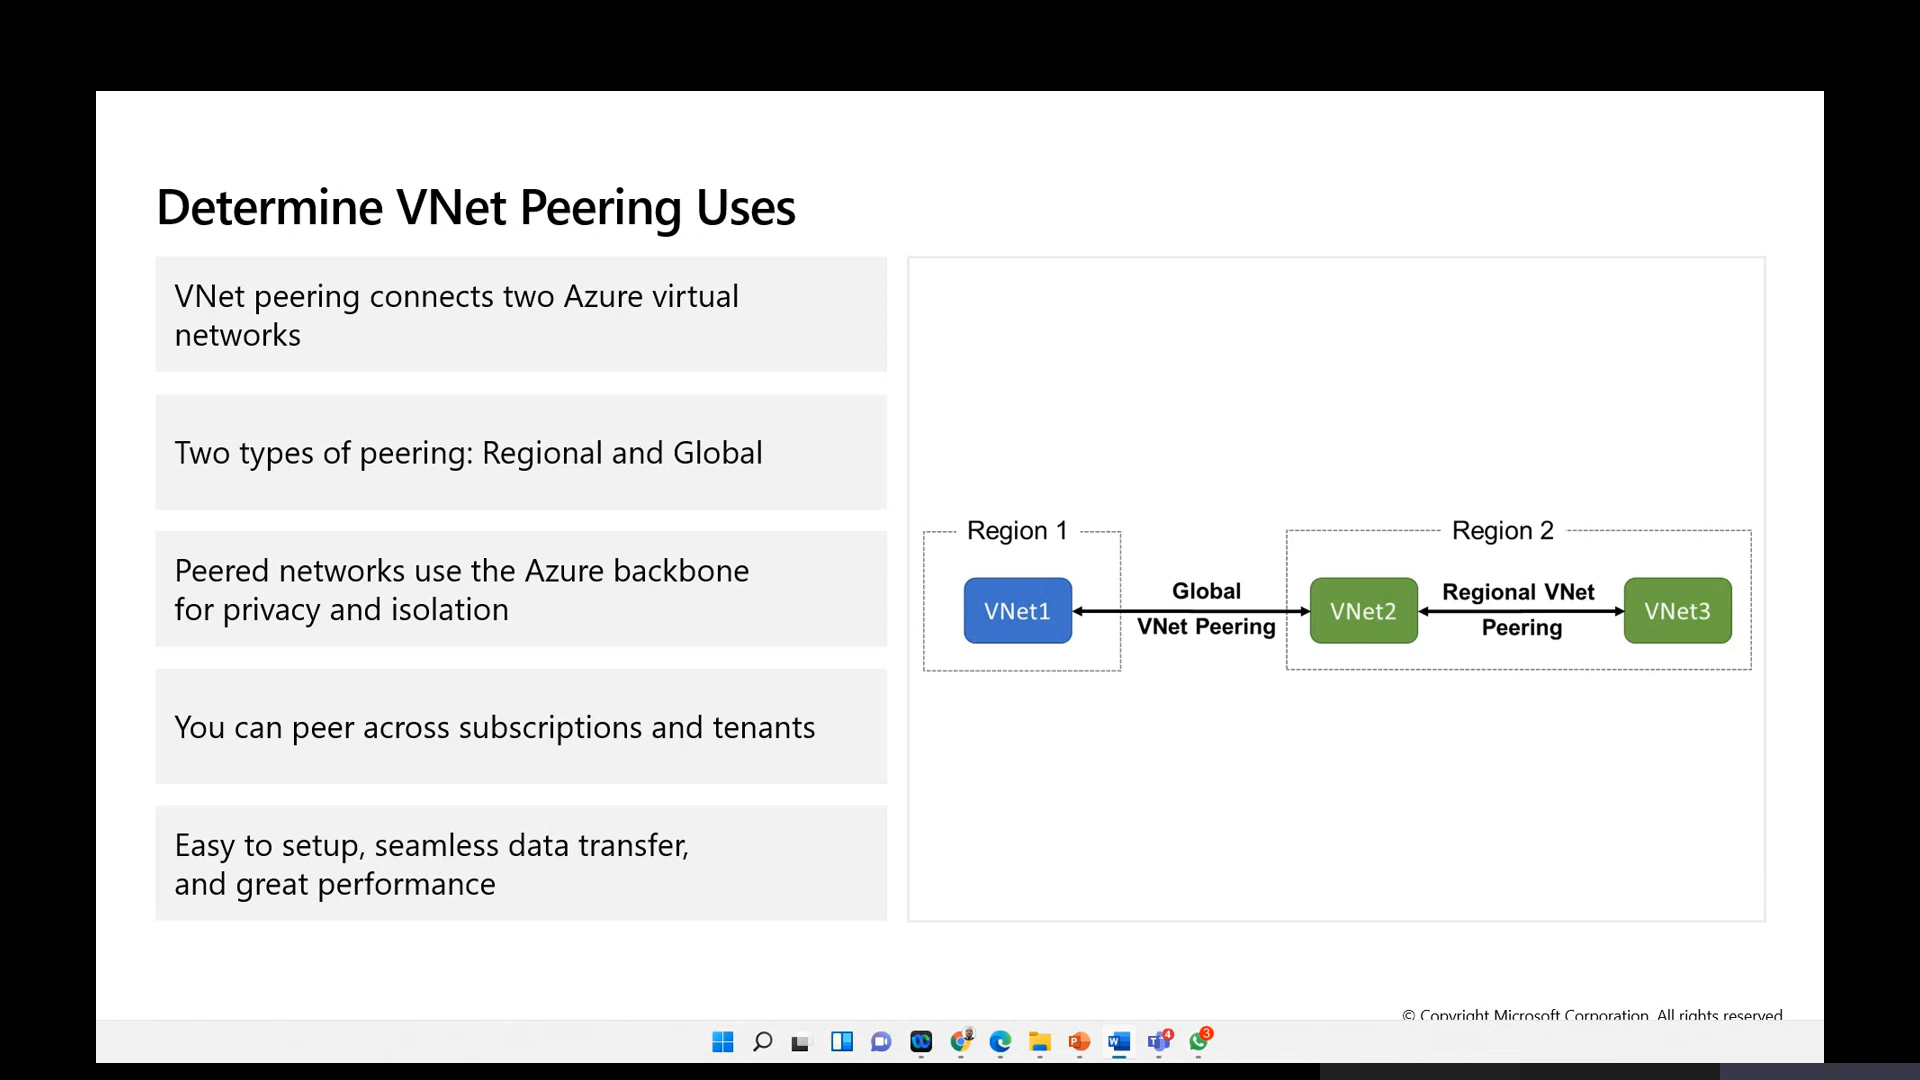 Determine VNet Peering Uses
VNet peering connects two Azure virtual
networks
Two types of peering: Regional and Global
Peered networks use the Azure backbone
for privacy and isolation
You can peer across subscriptions and tenants
Easy to setup, seamless data transfer,
and great performance
Region 1
VNet1
Global
VNet Peering
Region 2
VNet2
Regional VNet
Peering
VNet3
© Copyright Microsoft Corporation. All rights reserved
4
3